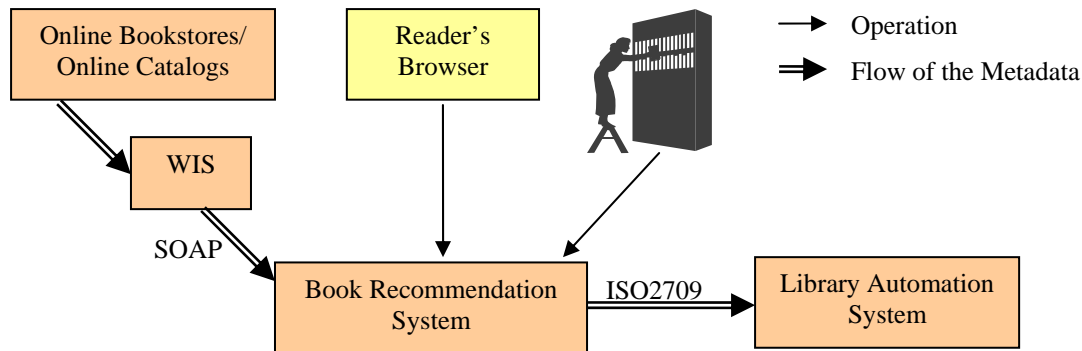 Online Bookstores/
Online Catalogs
Reader's
Browser
Operation
Flow of the Metadata
WIS
SOAP
Book Recommendation
System
ISO2709
Library Automation
System